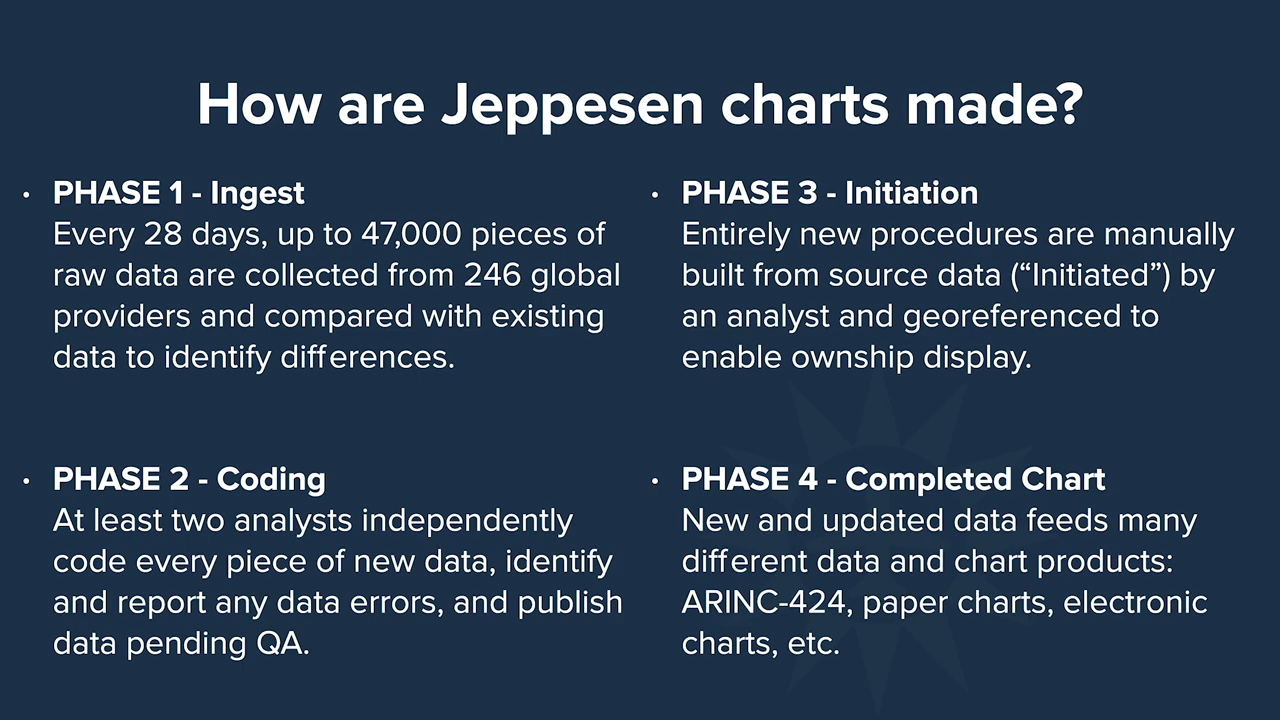 How are Jeppesen charts made?
• PHASE 1 - Ingest
Every 28 days, up to 47,000 pieces of
raw data are collected from 246 global
providers and compared with existing
data to identify differences.
• PHASE 2 - Coding
At least two analysts independently
code every piece of new data, identify
and report any data errors, and publish
data pending QA.
• PHASE 3 - Initiation
Entirely new procedures are manually
built from source data (“Initiated”) by
an analyst and georeferenced to
enable ownship display.
• PHASE 4 - Completed Chart
New and updated data feeds many
different data and chart products:
ARINC-424, paper charts, electronic
charts, etc.